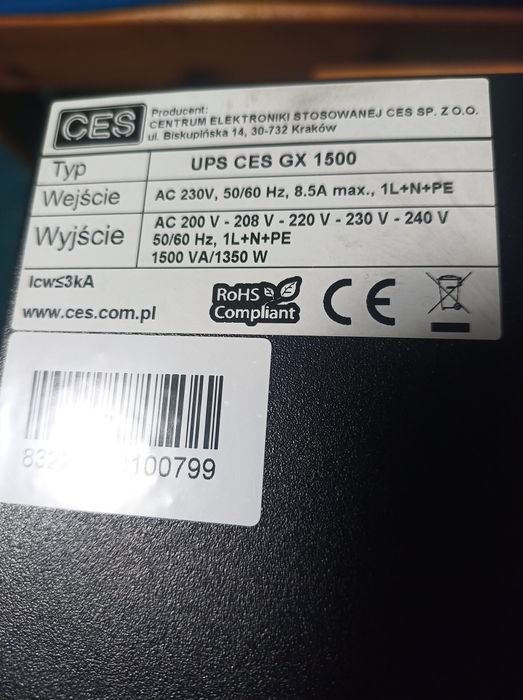 CES
Producent:
CENTRUM ELEKTRONIKI STOSOWANEJ CES SP. Z O.O.
ul. Biskupińska 14, 30-732 Kraków
Typ
UPS CES GX 1500
Wejście
AC 230V, 50/60 Hz, 8.5A max., 1L+N+PE
Wyjście
AC 200 V - 208 V - 220 V - 230 V - 240 V
50/60 Hz, 1L+N+PE
1500 VA/1350 W
Icw≤3kA
www.ces.com.pl
RoHS
Compliant
CE